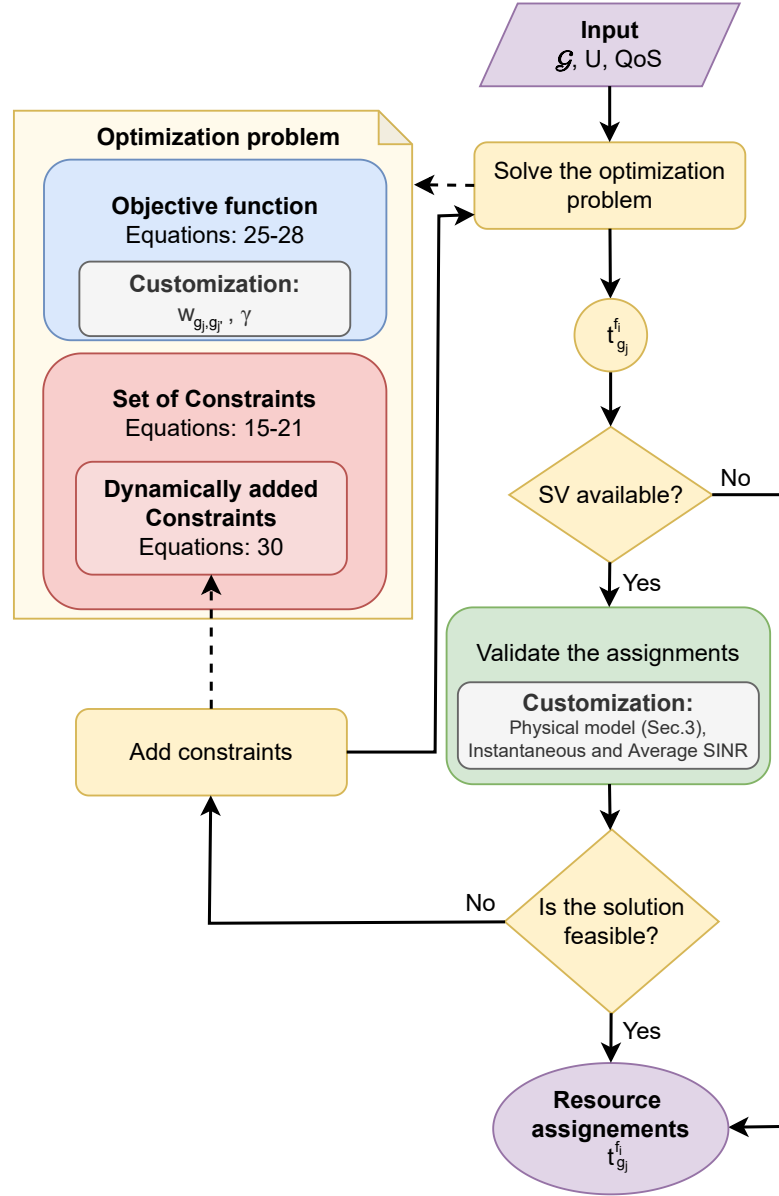 Input
𝓖, U, QoS
Optimization problem
Objective function
Equations: 25-28
Customization:
w_{g_j,g_{j'}} , γ
Set of Constraints
Equations: 15-21
Dynamically added
Constraints
Equations: 30
Add constraints
Solve the optimization
problem
t_{g_j}^{f_i}
SV available?
No
Yes
Validate the assignments
Customization:
Physical model (Sec.3),
Instantaneous and Average SINR
Is the solution
feasible?
No
Yes
Resource
assignements
t_{g_j}^{f_i}